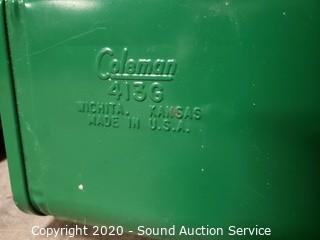 Coleman
413G
WICHITA, KANSAS
MADE IN U.S.A.
Copyright 2020 - Sound Auction Service